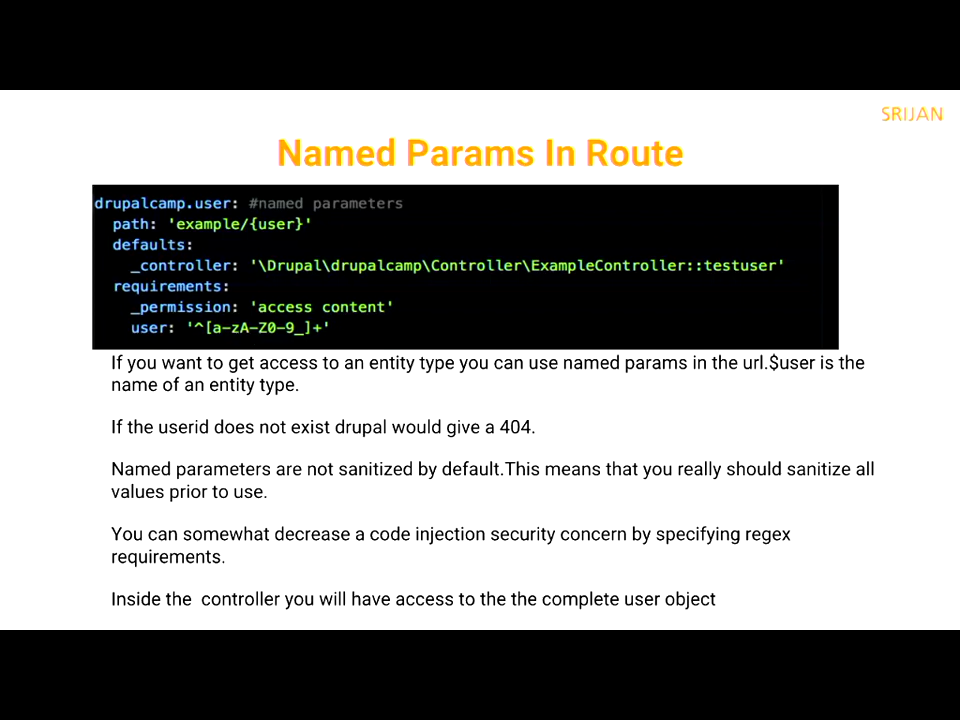 SRIJAN
Named Params In Route
drupalcamp.user: #named parameters
path: 'example/{user}'
defaults:
_controller: '\Drupal\drupalcamp\Controller\ExampleController::testuser'
requirements:
_permission: 'access content'
user: '^[a-zA-Z0-9_]+'
If you want to get access to an entity type you can use named params in the url.$user is the
name of an entity type.
If the userid does not exist drupal would give a 404.
Named parameters are not sanitized by default.This means that you really should sanitize all
values prior to use.
You can somewhat decrease a code injection security concern by specifying regex
requirements.
Inside the  controller you will have access to the the complete user object